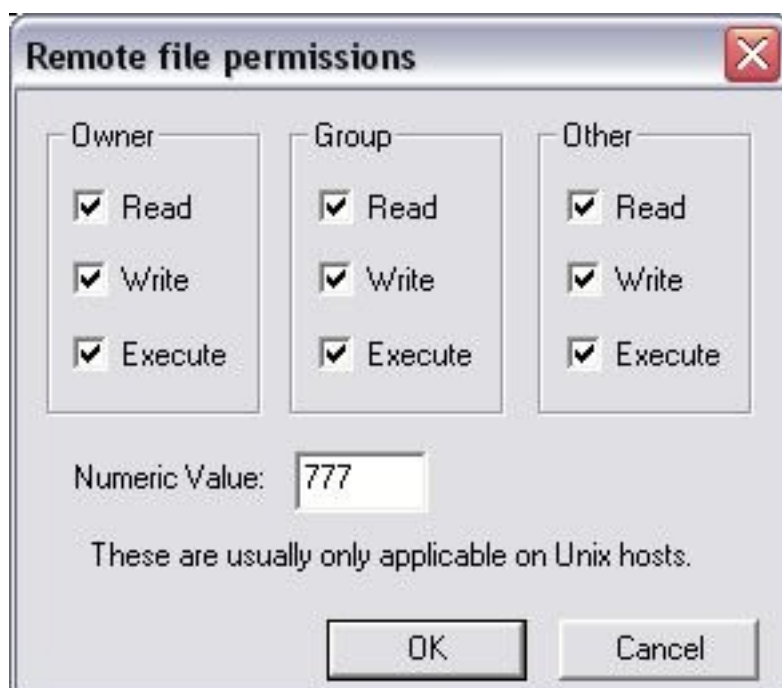 Remote file permissions
Owner Group Other
Read Read Read
Write Write Write
Execute Execute Execute
Numeric Value: 777
These are usually only applicable on Unix hosts.
OK Cancel